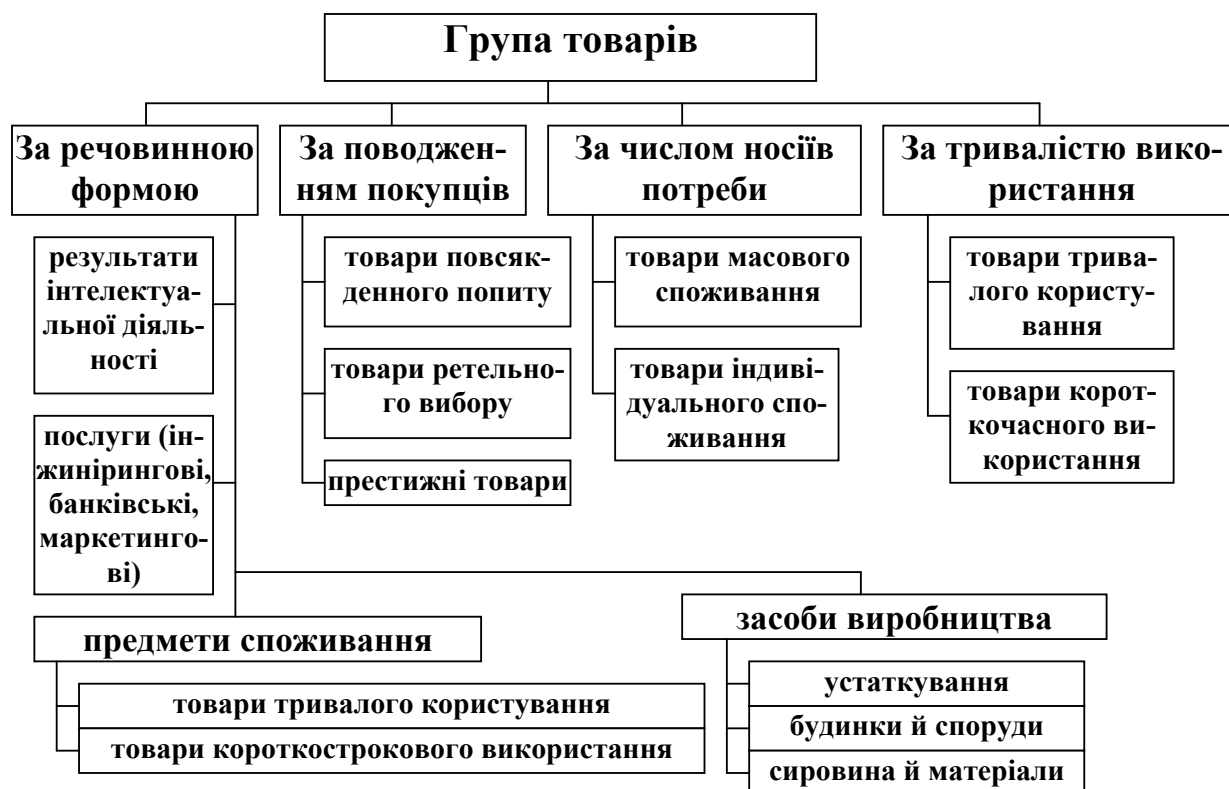 Група товарів
За речовинною
формою
За поводжен-
ням покупців
За числом носіїв
потреби
За тривалістю вико-
ристання
результати
інтелектуа-
льної діяль-
ності
послуги (ін-
жинірингові,
банківські,
маркетинго-
ві)
товари повсяк-
денного попиту
товари ретельно-
го вибору
престижні товари
товари масового
споживання
товари індиві-
дуального спо-
живання
товари трива-
лого користу-
вання
товари корот-
кочасного ви-
користання
предмети споживання
товари тривалого користування
товари короткострокового використання
засоби виробництва
устаткування
будинки й споруди
сировина й матеріали